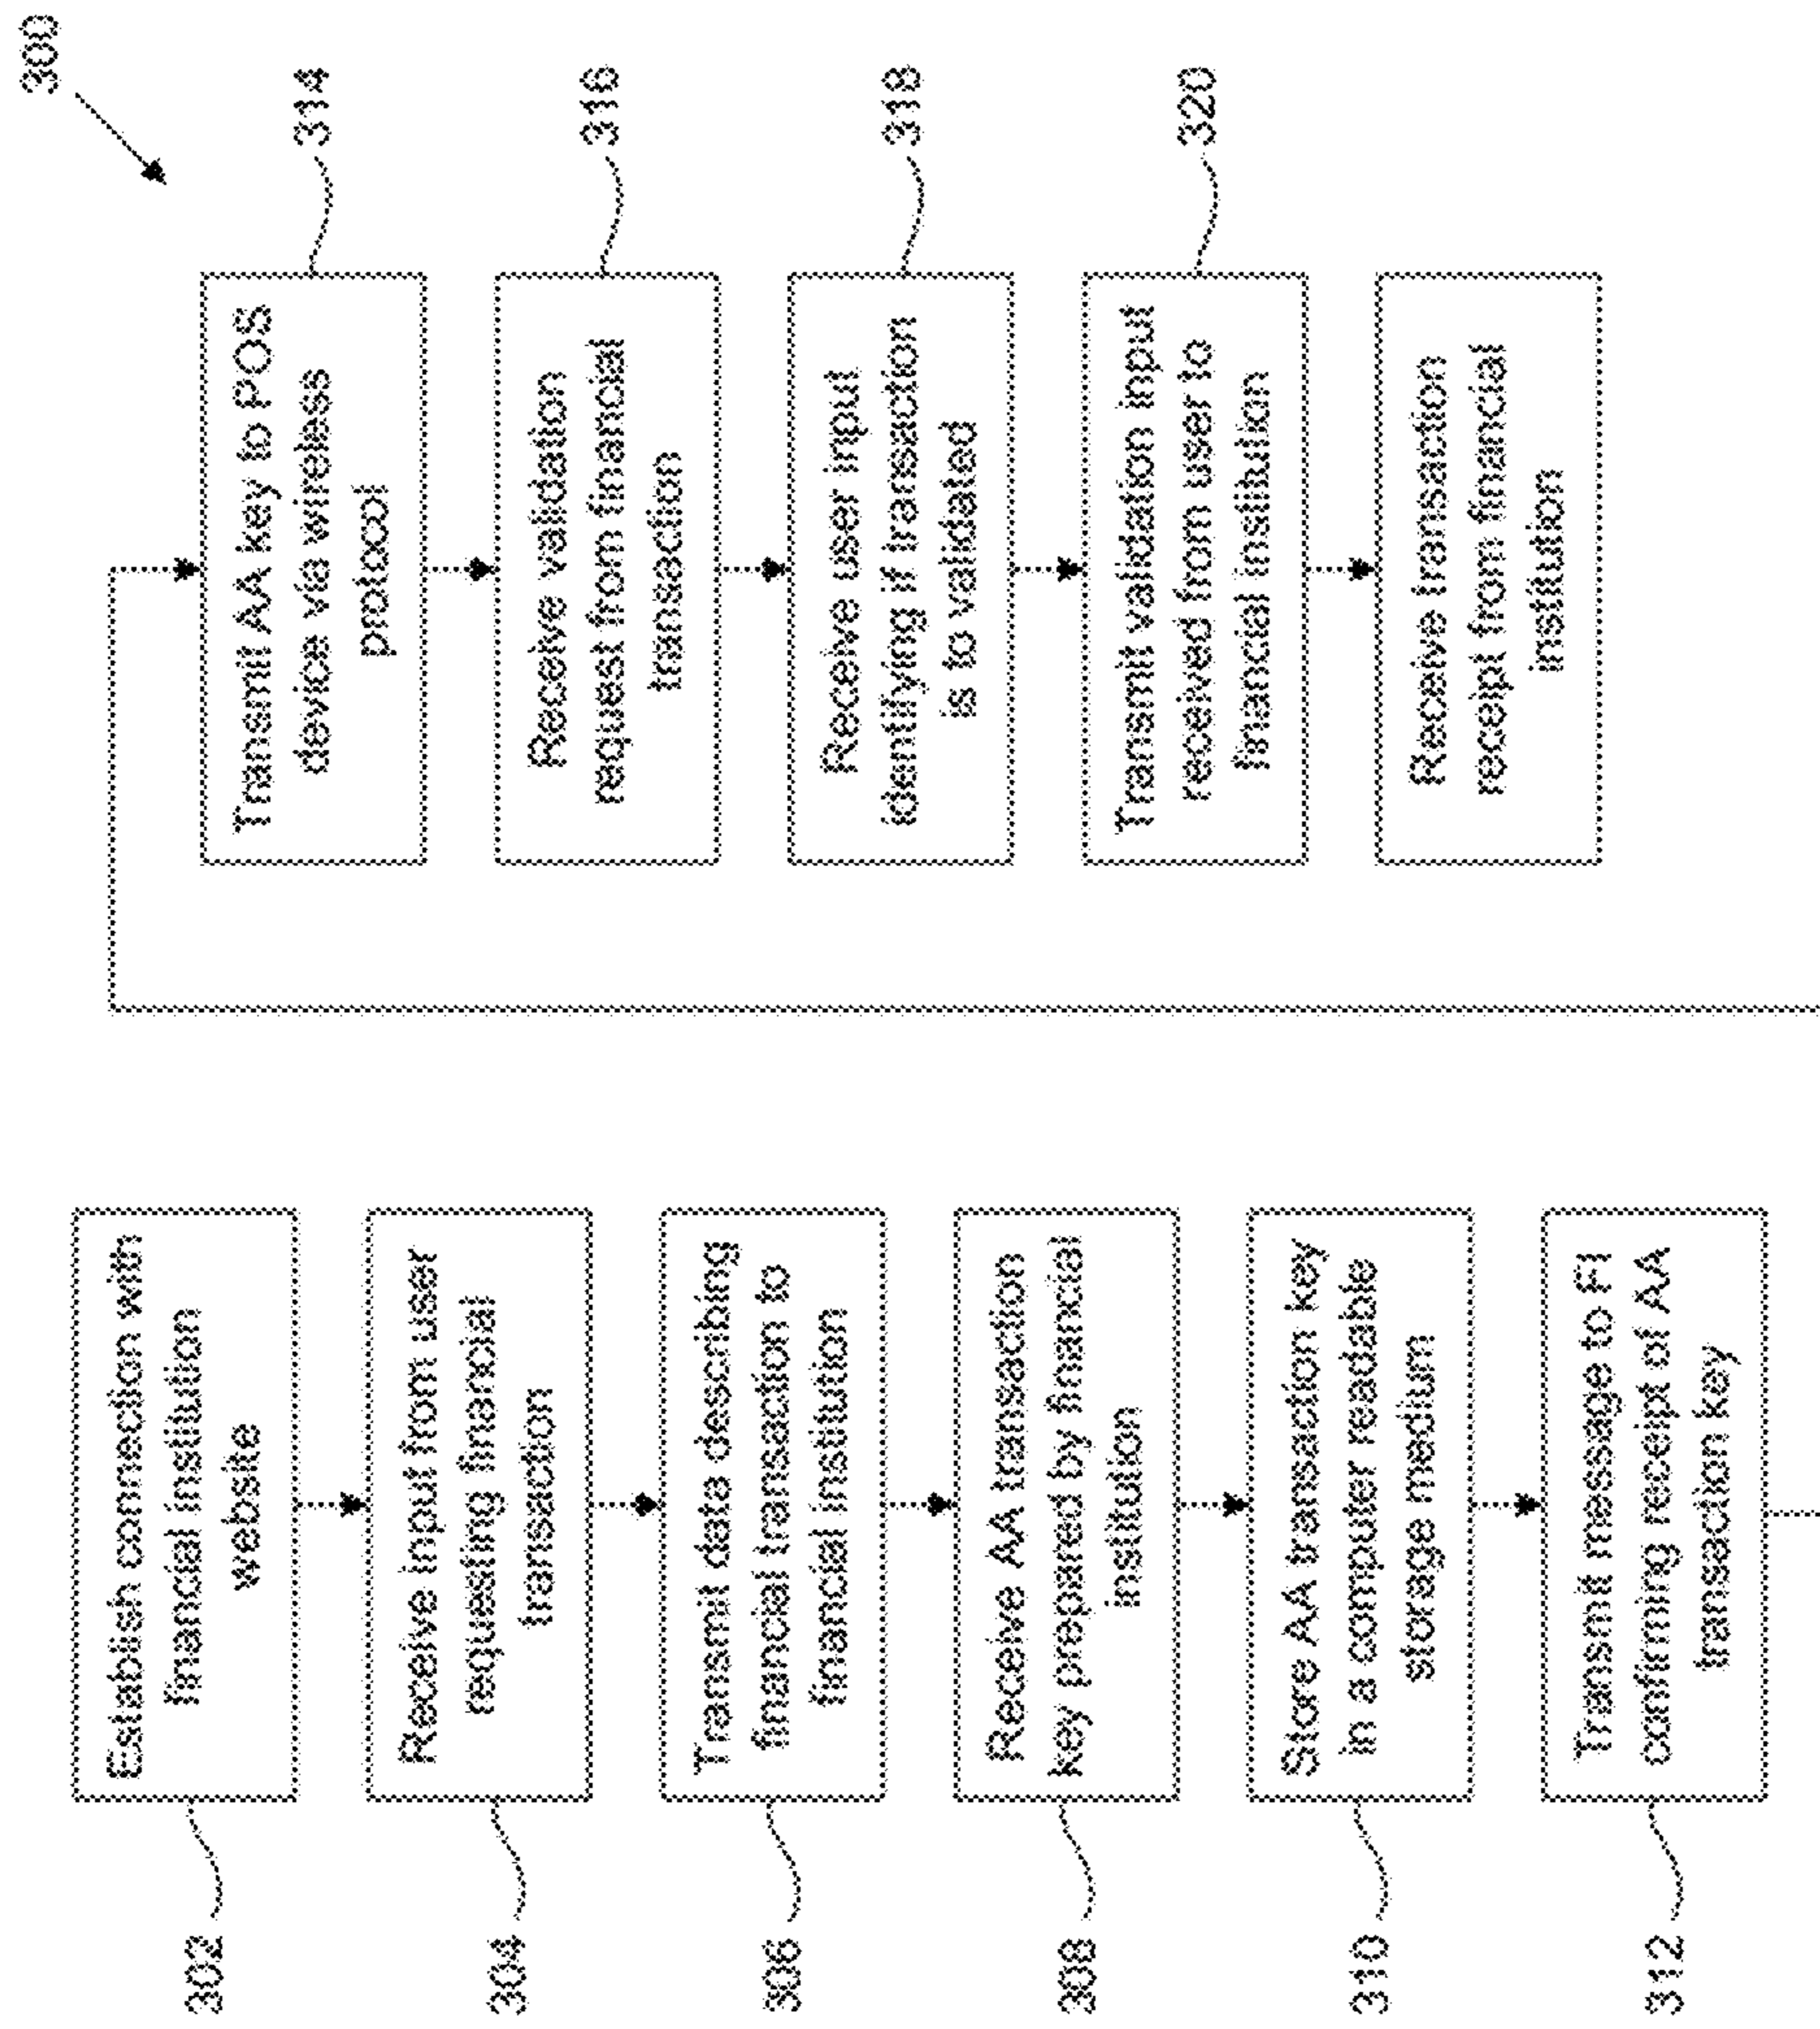 300
302
Establish connection with
financial institution
website
304
Receive input from user
requesting financial
transaction
306
Transmit data describing
financial transaction to
financial institution
308
Receive AA transaction
key prepared by financial
institution
310
Store AA transaction key
in a computer readable
storage medium
312
Transmit message to FI
confirming receipt of AA
transaction key
314
Transmit AA key to POS
device via wireless
protocol
316
Receive validation
request from financial
transaction
318
Receive user input
identifying if transaction
is to validated
320
Transmit validation input
received from user to
financial institution
Receive transaction
receipt from financial
institution